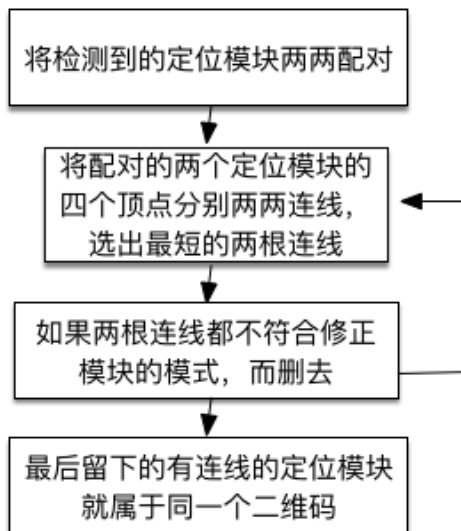 将检测到的定位模块两两配对
将配对的两个定位模块的
四个顶点分别两两连线，
选出最短的两根连线
如果两根连线都不符合修正
模块的模式，而删去
最后留下的有连线的定位模块
就属于同一个二维码